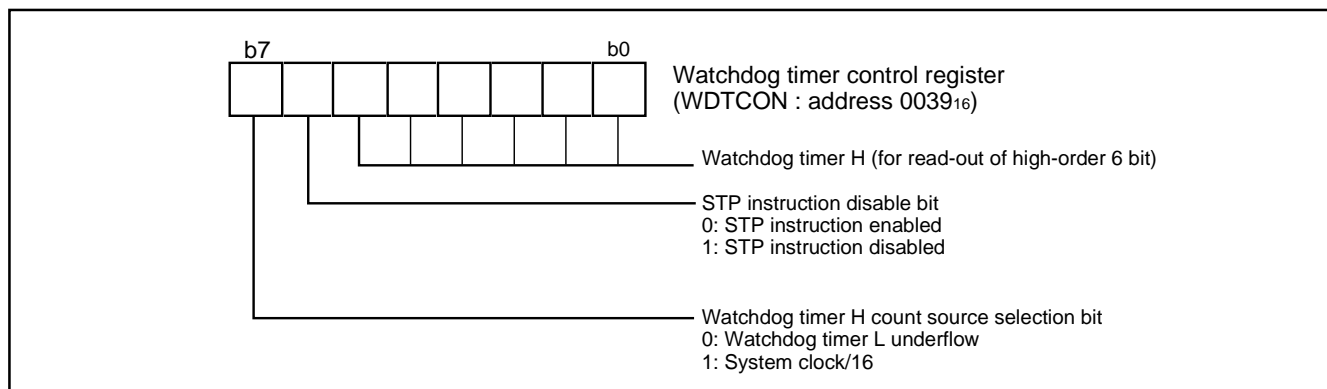 b7 b0
Watchdog timer control register
(WDTCON : address 003916)
Watchdog timer H (for read-out of high-order 6 bit)
STP instruction disable bit
0: STP instruction enabled
1: STP instruction disabled
Watchdog timer H count source selection bit
0: Watchdog timer L underflow
1: System clock/16